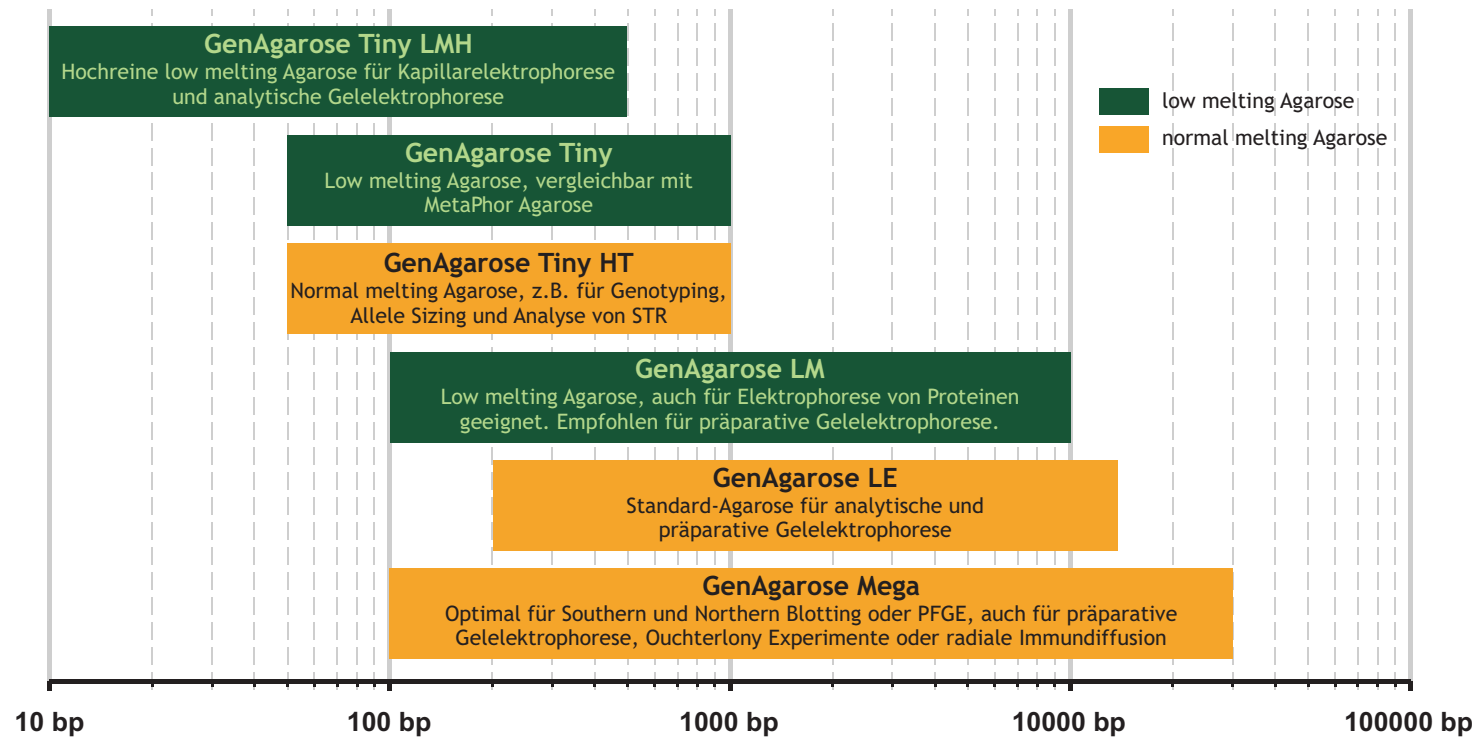 GenAgarose Tiny LMH
Hochreine low melting Agarose für Kapillarelektrophorese
und analytische Gelelektrophorese
low melting Agarose
normal melting Agarose
GenAgarose Tiny
Low melting Agarose, vergleichbar mit
MetaPhor Agarose
GenAgarose Tiny HT
Normal melting Agarose, z.B. für Genotyping,
Allele Sizing und Analyse von STR
GenAgarose LM
Low melting Agarose, auch für Elektrophorese von Proteinen
geeignet. Empfohlen für präparative Gelelektrophorese.
GenAgarose LE
Standard-Agarose für analytische und
präparative Gelelektrophorese
GenAgarose Mega
Optimal für Southern und Northern Blotting oder PFGE, auch für präparative
Gelelektrophorese, Ouchterlony Experimente oder radiale Immundiffusion
10 bp 100 bp 1000 bp 10000 bp 100000 bp